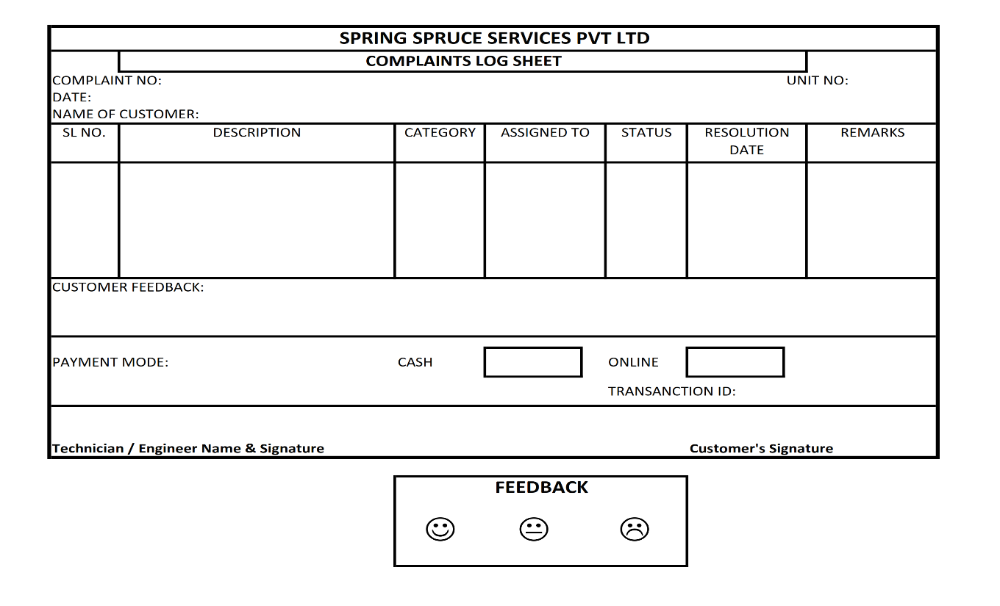 SPRING SPRUCE SERVICES PVT LTD
COMPLAINTS LOG SHEET
COMPLAINT NO: UNIT NO:
DATE:
NAME OF CUSTOMER:
SL NO. DESCRIPTION CATEGORY ASSIGNED TO STATUS RESOLUTION DATE REMARKS
CUSTOMER FEEDBACK:
PAYMENT MODE: CASH ONLINE
TRANSANCTION ID:
Technician / Engineer Name & Signature Customer's Signature
FEEDBACK